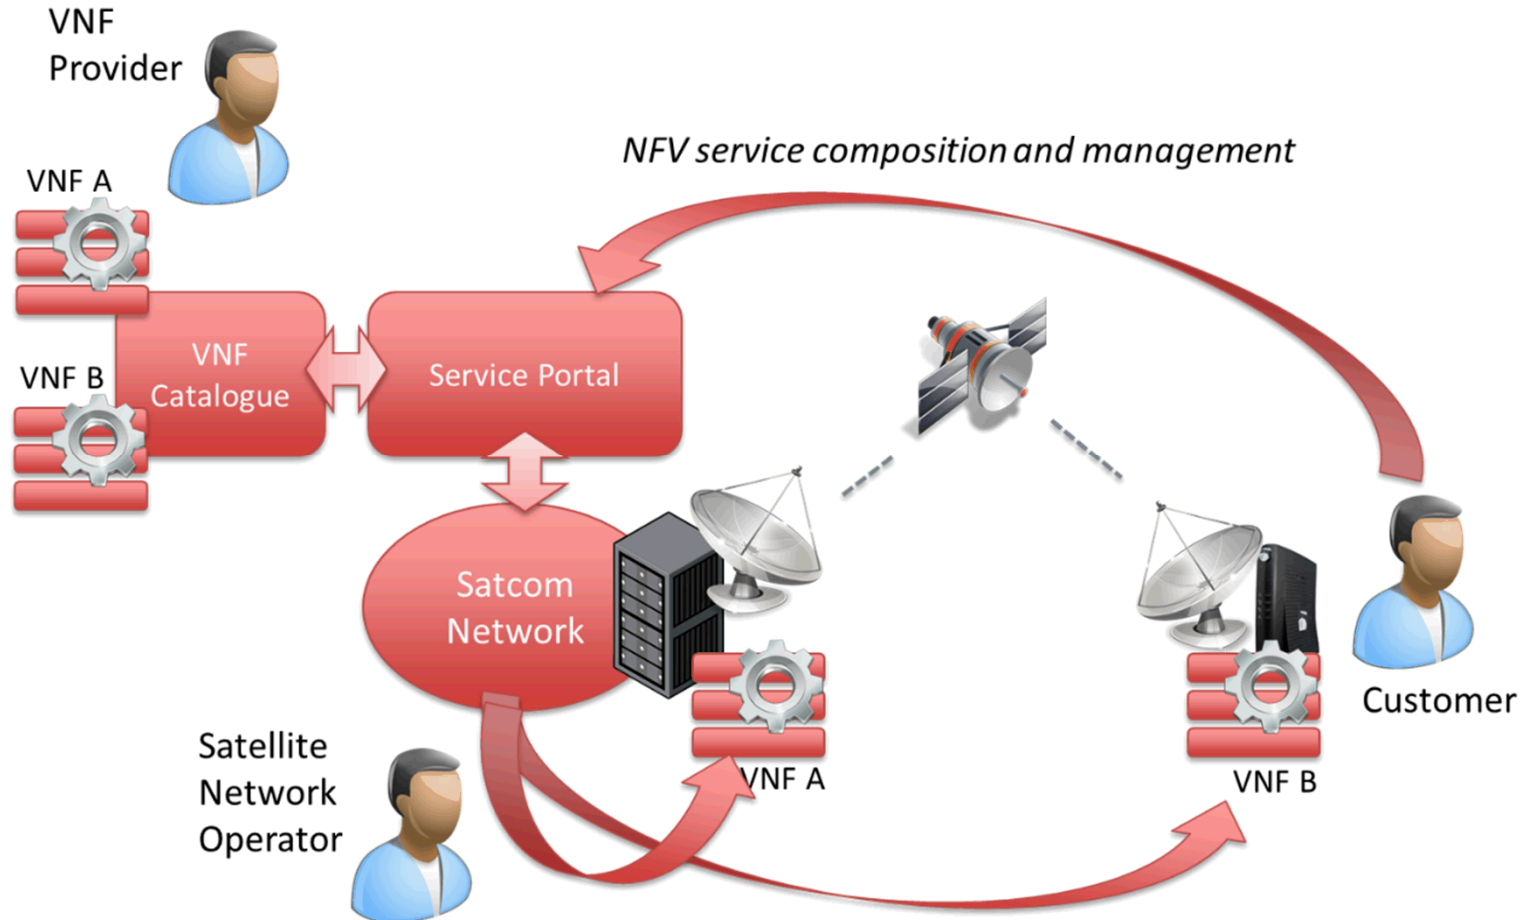 VNF
Provider
NFV service composition and management
VNF A
VNF B
VNF
Catalogue
Service Portal
Satcom
Network
Customer
Satellite
Network
Operator
VNF A
VNF B